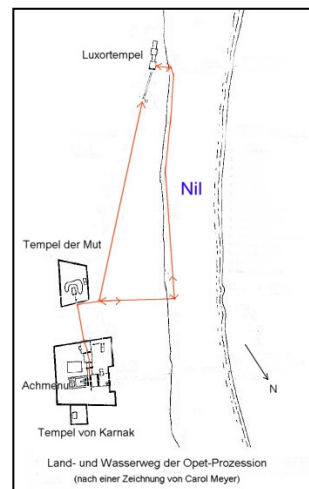 Luxortempel
Nil
Tempel der Mut
Achmenu
Tempel von Karnak
N
Land- und Wasserweg der Opet-Prozession
(nach einer Zeichnung von Carol Meyer)